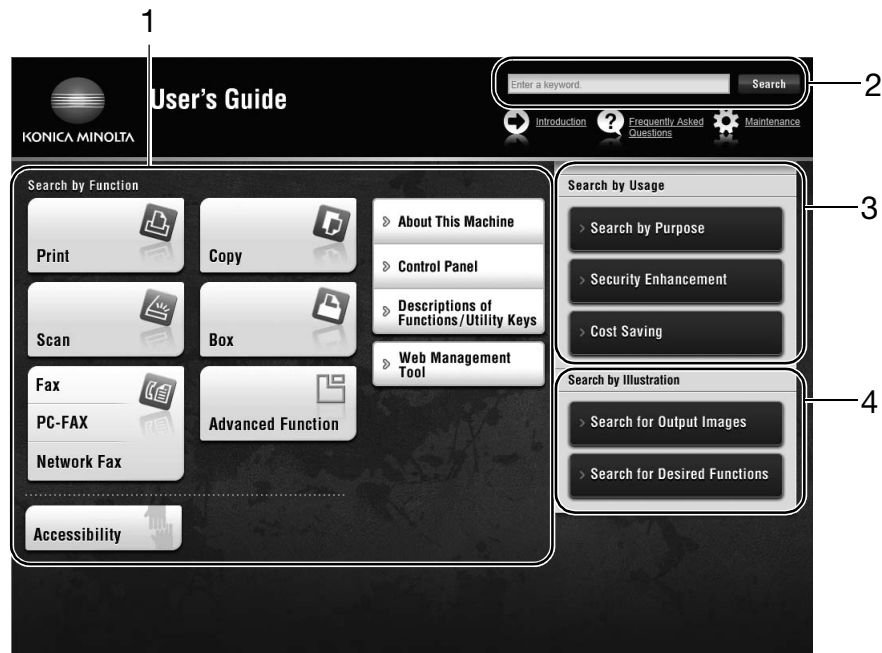 1
User's Guide
KONICA MINOLTA
Enter a keyword.
Search
2
Introduction
Frequently Asked
Questions
Maintenance
Search by Function
Print
Copy
Scan
Box
Fax
PC-FAX
Network Fax
Advanced Function
Accessibility
About This Machine
Control Panel
Descriptions of
Functions/Utility Keys
Web Management
Tool
Search by Usage
Search by Purpose
Security Enhancement
Cost Saving
3
Search by Illustration
Search for Output Images
Search for Desired Functions
4